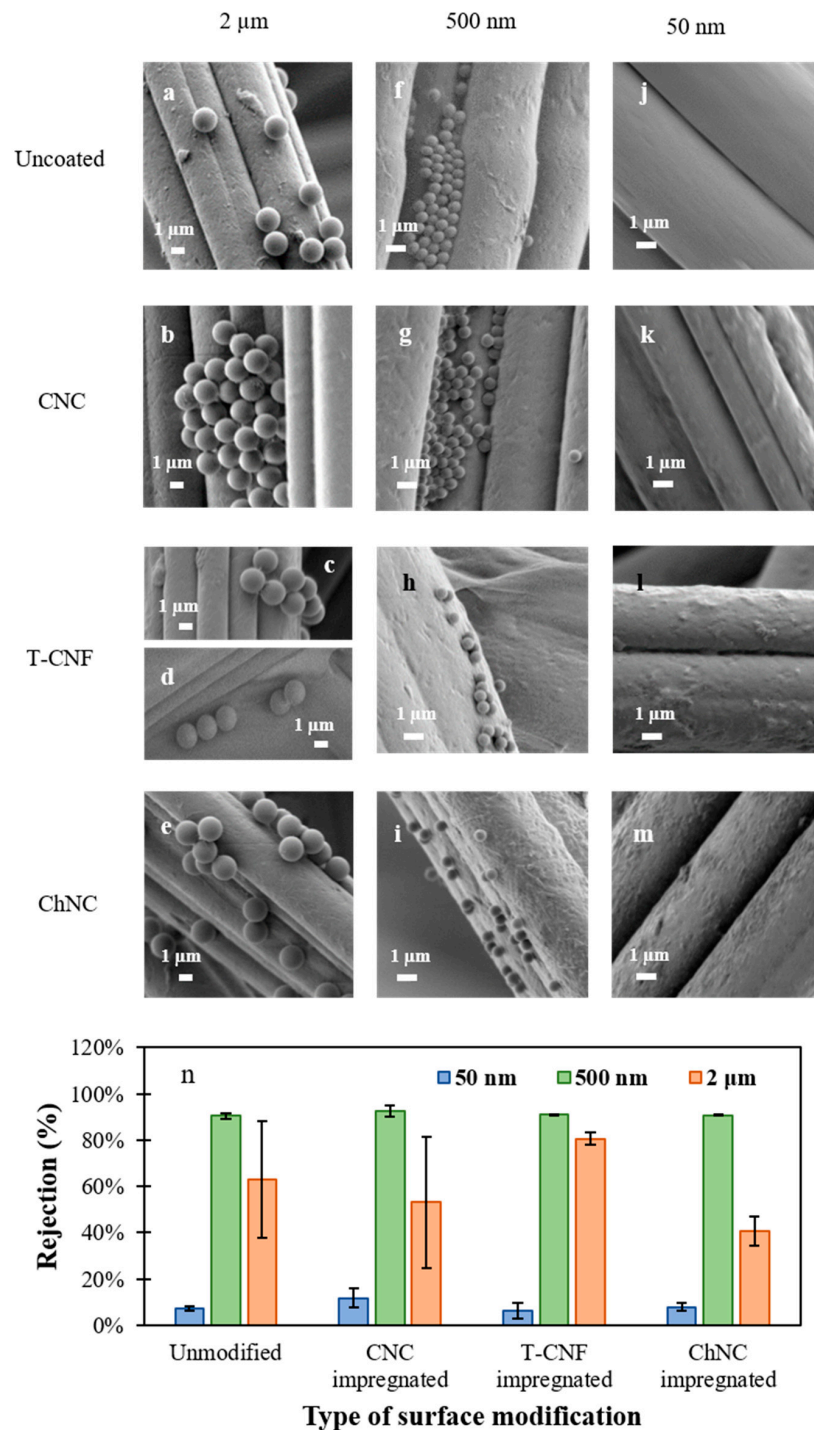 2 µm 500 nm 50 nm
Uncoated
a
1 µm
f
1 µm
j
1 µm
CNC
b
1 µm
g
1 µm
k
1 µm
T-CNF
c
1 µm
d
1 µm
h
1 µm
l
1 µm
ChNC
e
1 µm
i
1 µm
m
1 µm
n
50 nm 500 nm 2 µm
Rejection (%)
120%
100%
80%
60%
40%
20%
0%
Unmodified
CNC
impregnated
T-CNF
impregnated
ChNC
impregnated
Type of surface modification